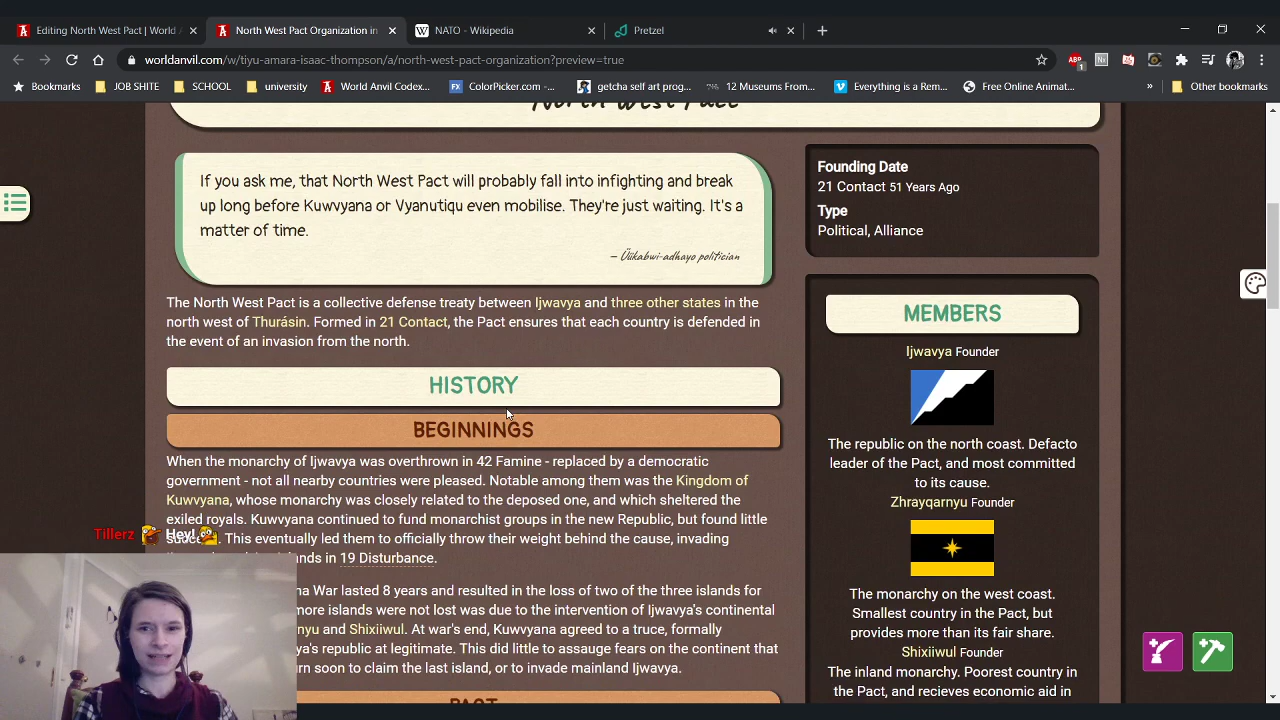 Editing North West Pact | World A
North West Pact Organization in
NATO - Wikipedia
Pretzel
worldanvil.com/w/tiyu-amara-isaac-thompson/a/north-west-pact-organization?preview=true
Bookmarks
JOB SHITE
SCHOOL
university
World Anvil Codex...
ColorPicker.com -...
getcha self art prog...
12 Museums From...
Everything is a Rem...
Free Online Animat...
Other bookmarks
North West Pact
If you ask me, that North West Pact will probably fall into infighting and break
up long before Kuwvyana or Vyanutiqu even mobilise. They're just waiting. It's a
matter of time.
— Üükabwi-adhayo politician
The North West Pact is a collective defense treaty between Ijwavya and three other states in the
north west of Thurásin. Formed in 21 Contact, the Pact ensures that each country is defended in
the event of an invasion from the north.
HISTORY
BEGINNINGS
When the monarchy of Ijwavya was overthrown in 42 Famine - replaced by a democratic
government - not all nearby countries were pleased. Notable among them was the Kingdom of
Kuwvyana, whose monarchy was closely related to the deposed one, and which sheltered the
exiled royals. Kuwvyana continued to fund monarchist groups in the new Republic, but found little
This eventually led them to officially throw their weight behind the cause, invading
nds in 19 Disturbance.
Tillerz Hey!
na War lasted 8 years and resulted in the loss of two of the three islands for
more islands were not lost was due to the intervention of Ijwavya's continental
nyu and Shixiiwul. At war's end, Kuwvyana agreed to a truce, formally
ya's republic at legitimate. This did little to assauge fears on the continent that
urn soon to claim the last island, or to invade mainland Ijwavya.
PACT
Founding Date
21 Contact 51 Years Ago
Type
Political, Alliance
MEMBERS
Ijwavya Founder
The republic on the north coast. Defacto
leader of the Pact, and most committed
to its cause.
Zhrayqarnyu Founder
The monarchy on the west coast.
Smallest country in the Pact, but
provides more than its fair share.
Shixiiwul Founder
The inland monarchy. Poorest country in
the Pact, and recieves economic aid in